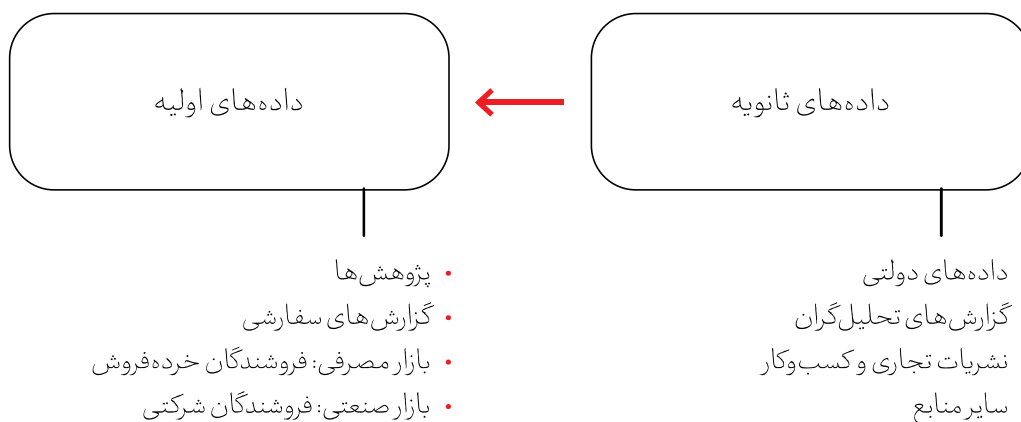 داده‌های ثانویه
داده‌های دولتی
گزارش‌های تحلیل‌گران
نشریات تجاری و کسب‌وکار
سایر منابع
داده‌های اولیه
• پژوهش‌ها
• گزارش‌های سفارشی
• بازار مصرفی: فروشندگان خرده‌فروش
• بازار صنعتی: فروشندگان شرکتی